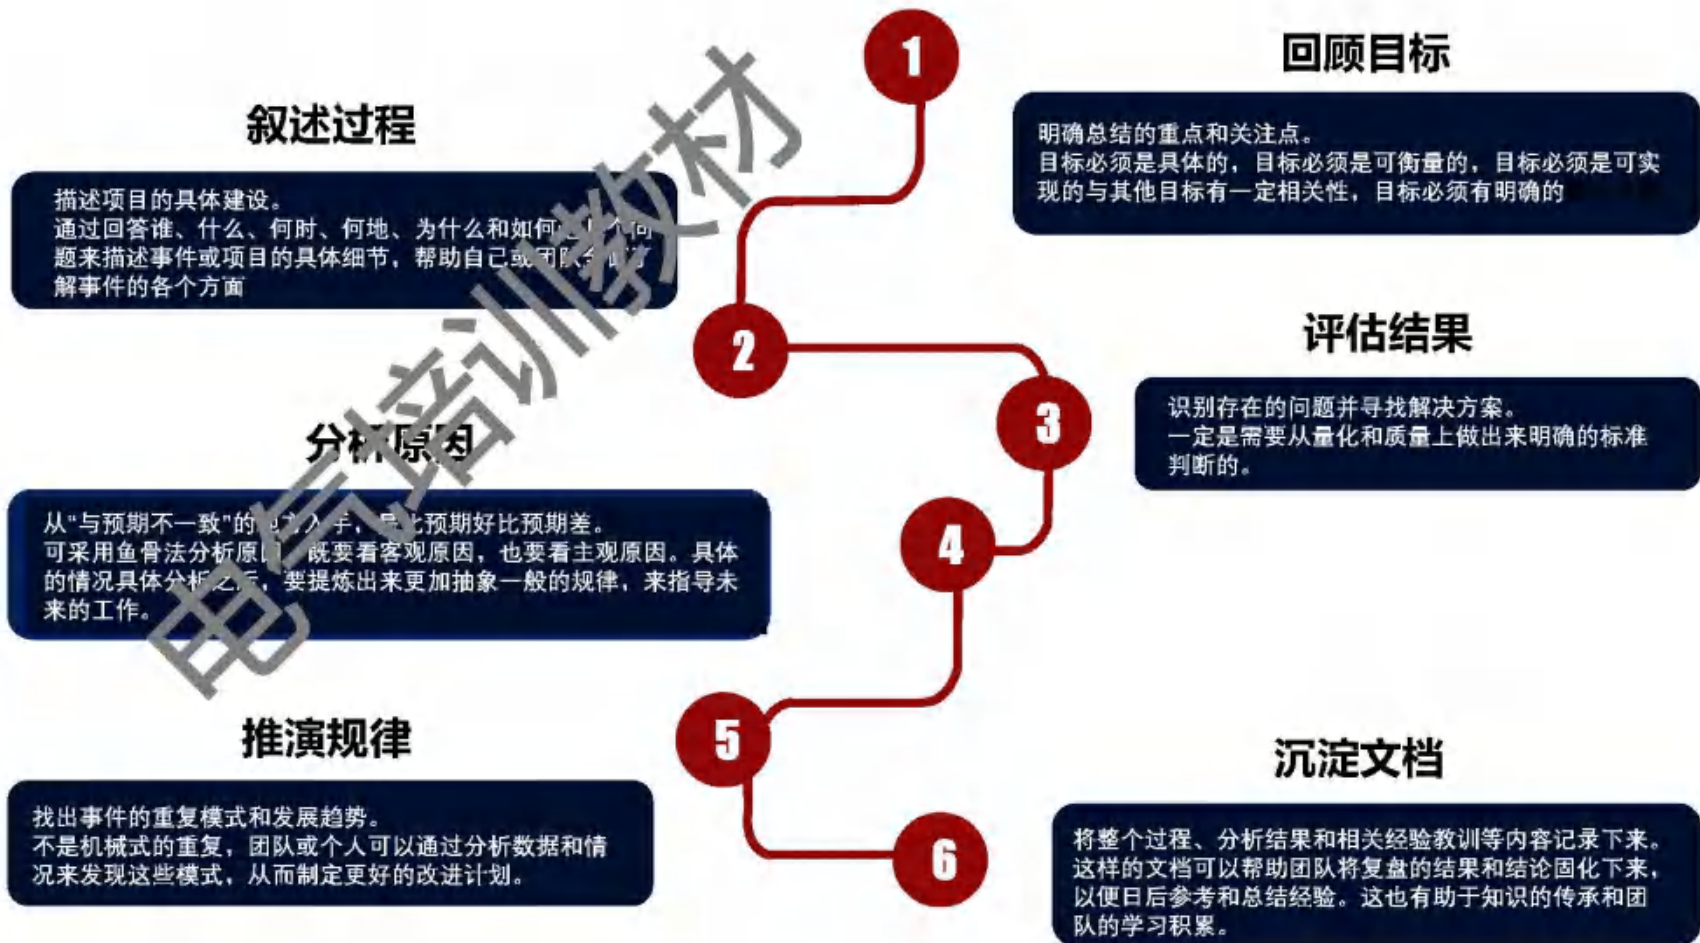 1
回顾目标
明确总结的重点和关注点。
目标必须是具体的，目标必须是可衡量的，目标必须是可实
现的与其他目标有一定相关性，目标必须有明确的
叙述过程
描述项目的具体建设。
通过回答谁、什么、何时、何地、为什么和如何
题来描述事件或项目的具体细节，帮助自己或团队
解事件的各个方面
2
评估结果
识别存在的问题并寻找解决方案。
一定是需要从量化和质量上做出来明确的标准
判断的。
3
分析原因
从“与预期不一致”的 入手，是比预期好比预期差。
可采用鱼骨法分析原因 既要看客观原因，也要看主观原因。具体
的情况具体分析之后，要提炼出来更加抽象一般的规律，来指导未
来的工作。
4
推演规律
找出事件的重复模式和发展趋势。
不是机械式的重复，团队或个人可以通过分析数据和情
况来发现这些模式，从而制定更好的改进计划。
5
沉淀文档
将整个过程、分析结果和相关经验教训等内容记录下来。
这样的文档可以帮助团队将复盘的结果和结论固化下来，
以便日后参考和总结经验。这也有助于知识的传承和团
队的学习积累。
6
电气培训教材